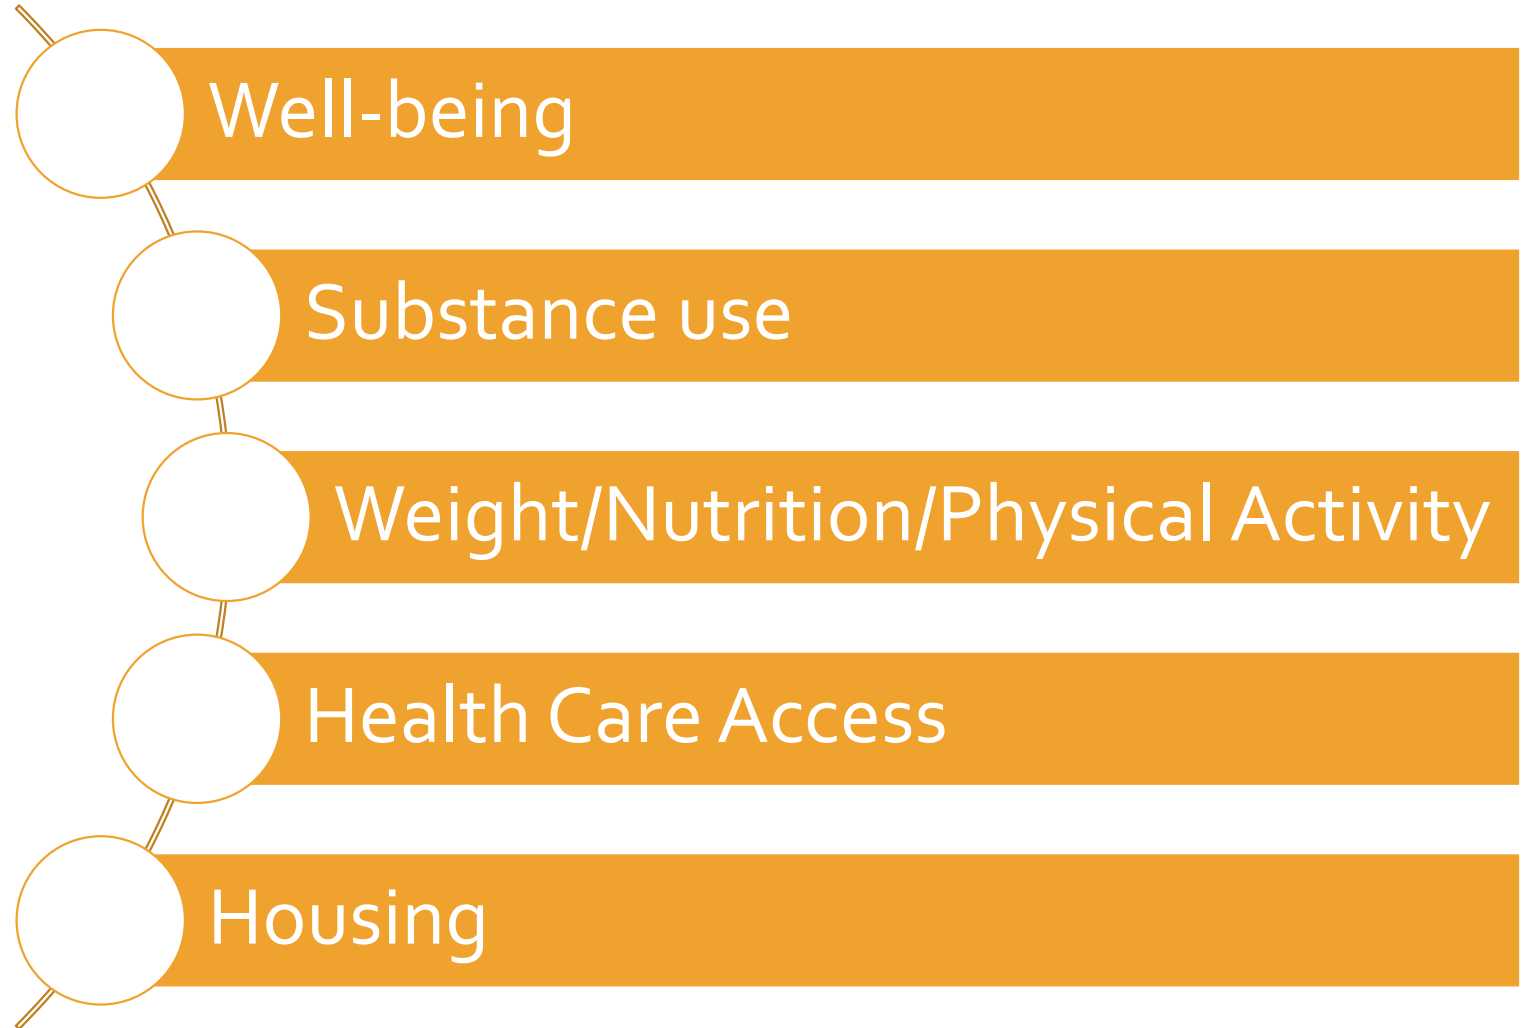 Well-being
Substance use
Weight/Nutrition/Physical Activity
Health Care Access
Housing